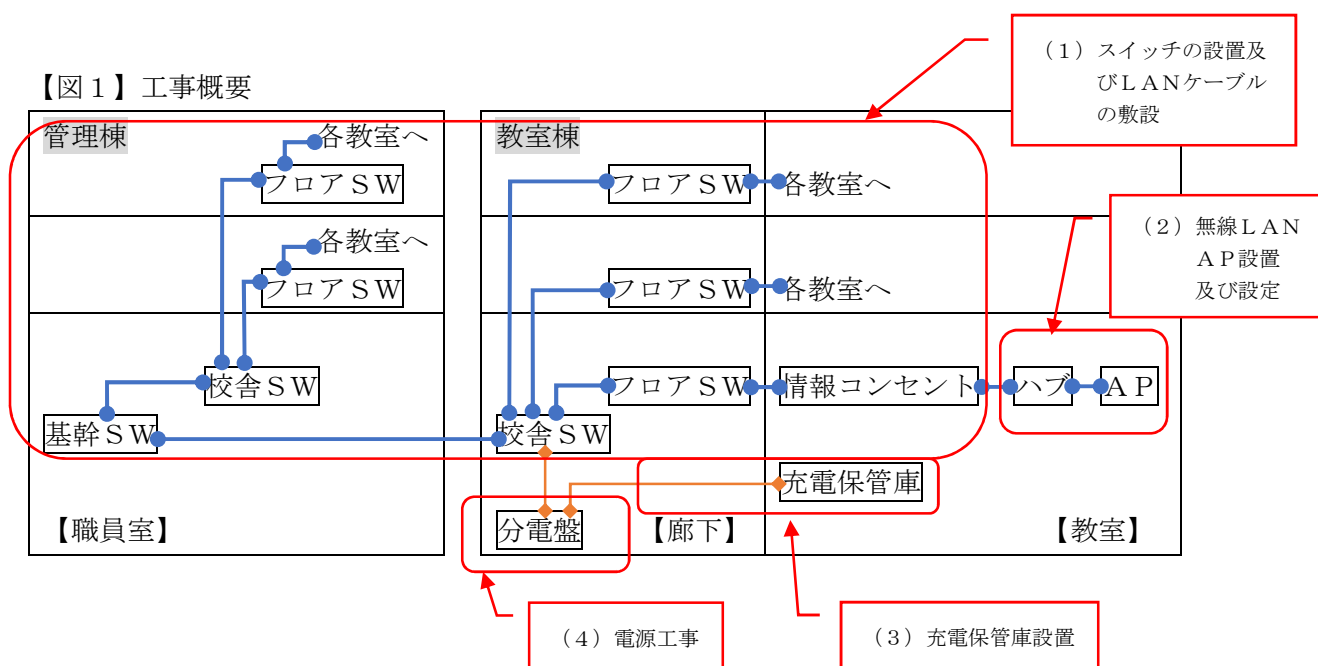 (1)スイッチの設置及
びLANケーブル
の敷設
【図1】工事概要
管理棟
各教室へ
フロアSW
各教室へ
フロアSW
校舎SW
基幹SW
【職員室】
教室棟
フロアSW
各教室へ
フロアSW
各教室へ
フロアSW
情報コンセント
ハブ
AP
校舎SW
充電保管庫
分電盤
【廊下】
【教室】
(2)無線LAN
AP設置
及び設定
(4)電源工事
(3)充電保管庫設置